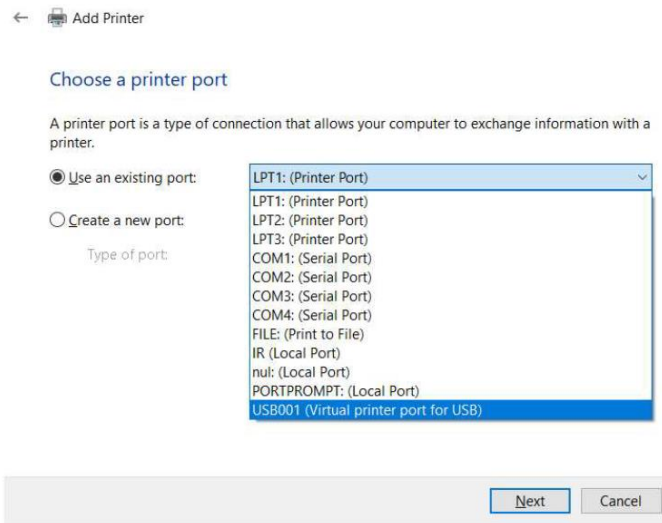 Add Printer
Choose a printer port
A printer port is a type of connection that allows your computer to exchange information with a
printer.
Use an existing port: LPT1: (Printer Port)
LPT1: (Printer Port)
Create a new port: LPT2: (Printer Port)
LPT3: (Printer Port)
Type of port: COM1: (Serial Port)
COM2: (Serial Port)
COM3: (Serial Port)
COM4: (Serial Port)
FILE: (Print to File)
IR (Local Port)
nul: (Local Port)
PORTPROMPT: (Local Port)
USB001 (Virtual printer port for USB)
Next Cancel